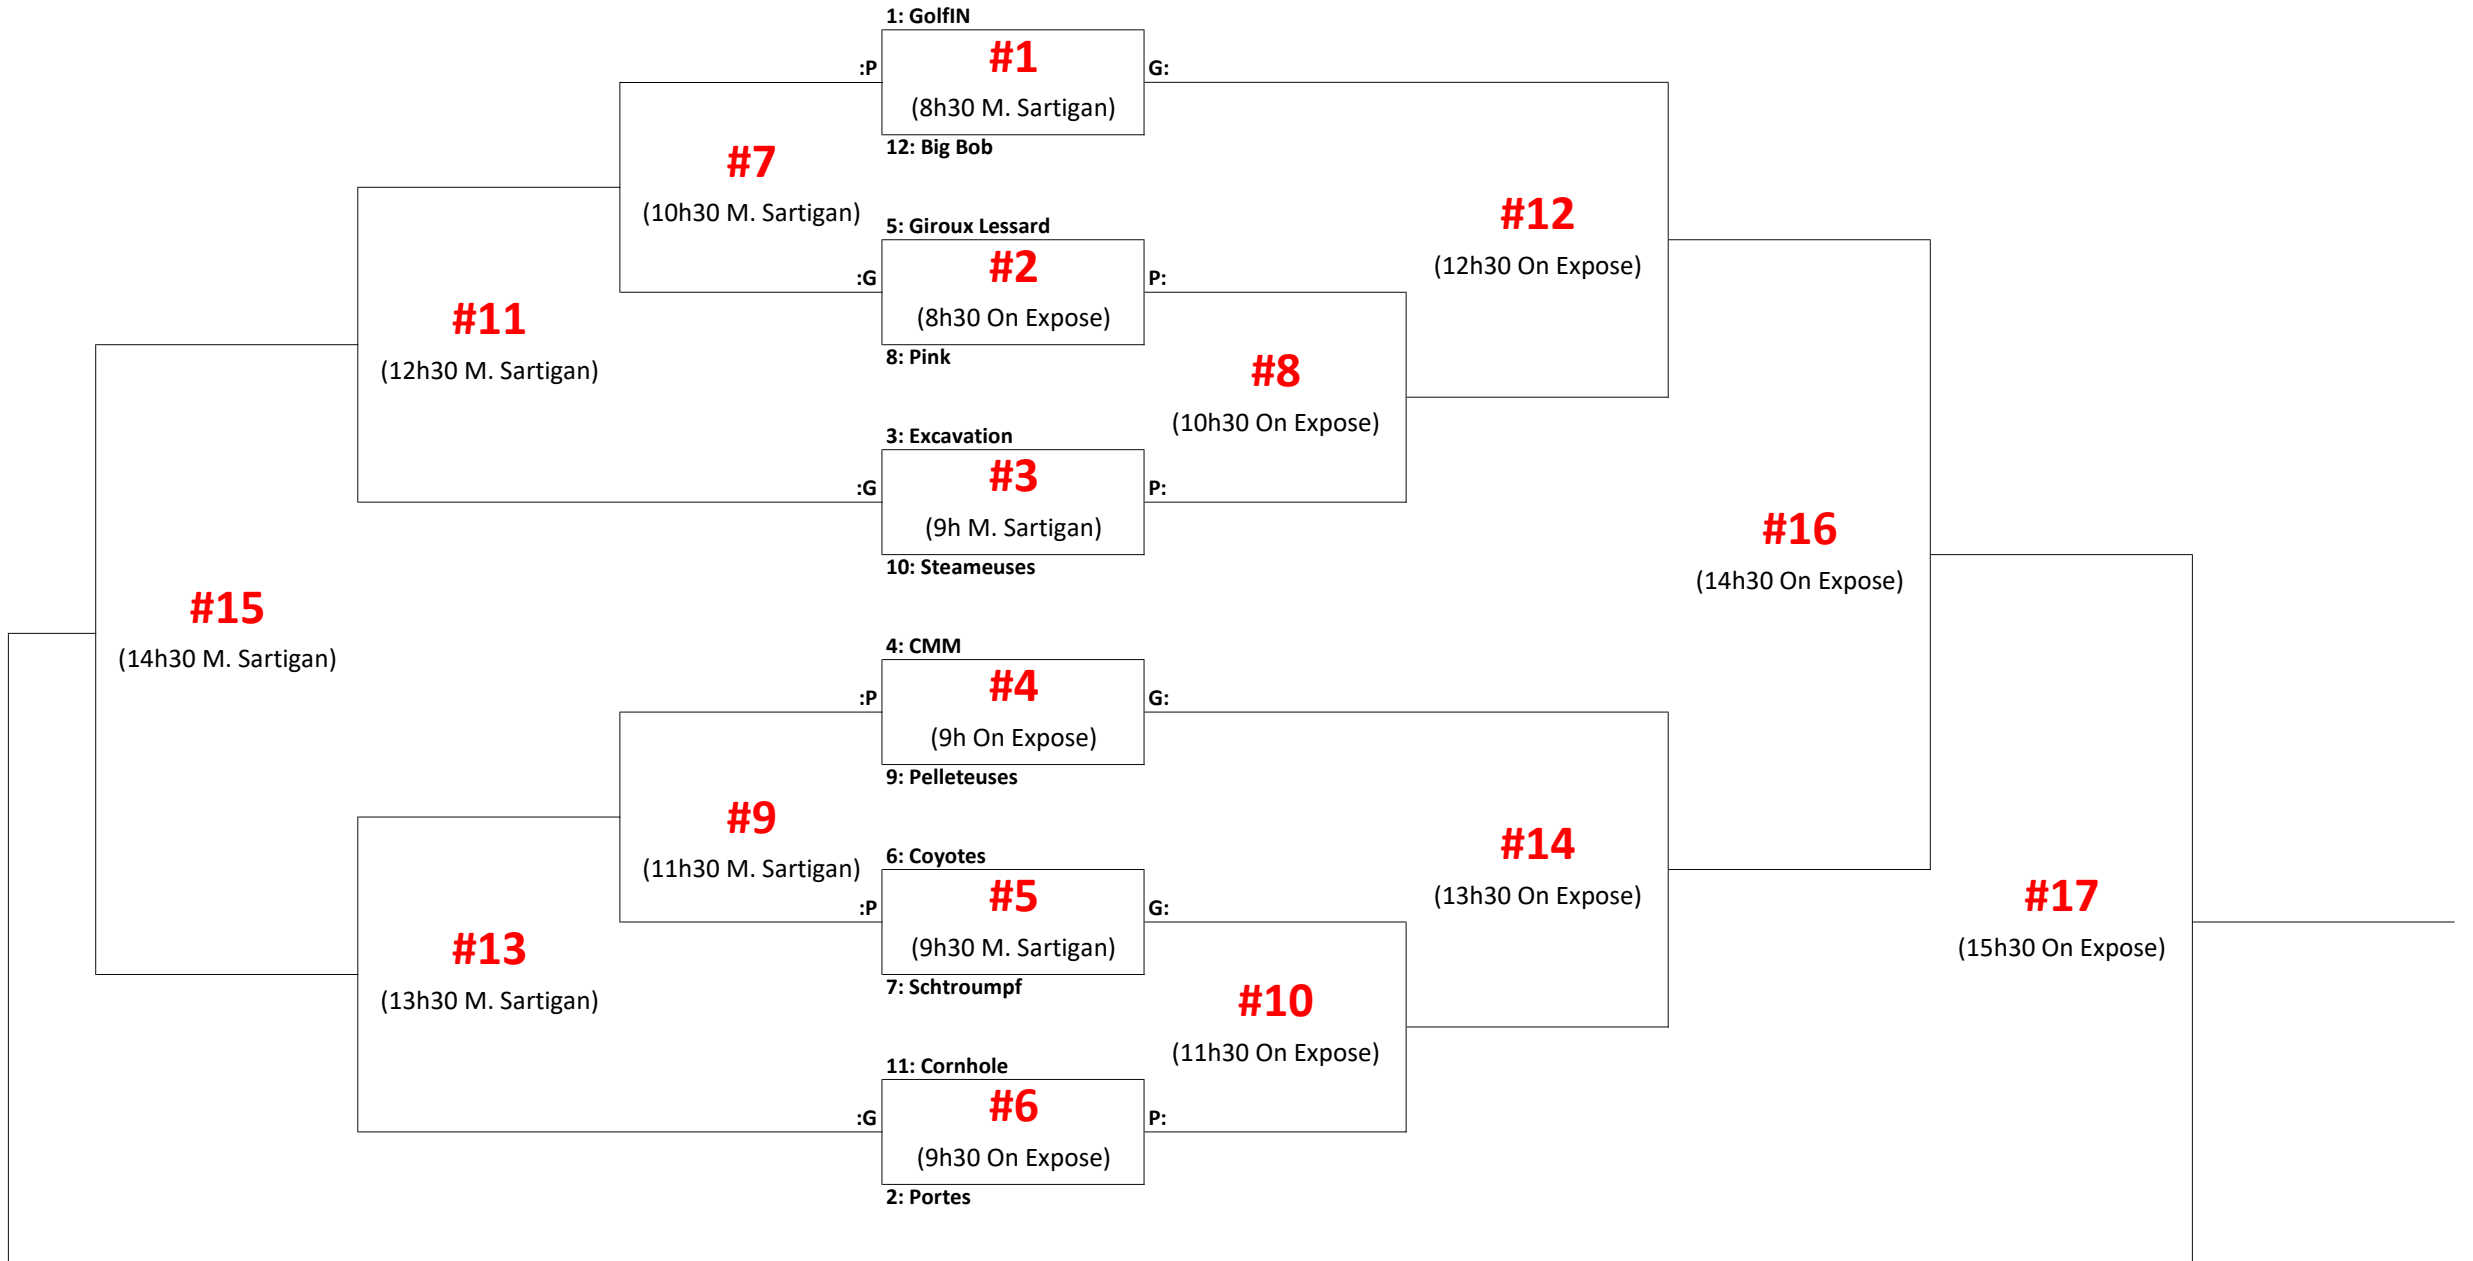 1: GolfIN
:P
#1
G:
(8h30 M. Sartigan)
12: Big Bob
#7
(10h30 M. Sartigan)
#12
(12h30 On Expose)
5: Giroux Lessard
:G
#2
P:
(8h30 On Expose)
8: Pink
#11
(12h30 M. Sartigan)
#8
(10h30 On Expose)
3: Excavation
:G
#3
P:
(9h M. Sartigan)
10: Steameuses
#16
(14h30 On Expose)
#15
(14h30 M. Sartigan)
4: CMM
:P
#4
G:
(9h On Expose)
9: Pelleteuses
#9
(11h30 M. Sartigan)
#14
(13h30 On Expose)
6: Coyotes
:P
#5
G:
(9h30 M. Sartigan)
7: Schtroumpf
#17
(15h30 On Expose)
#13
(13h30 M. Sartigan)
#10
(11h30 On Expose)
11: Cornhole
:G
#6
P:
(9h30 On Expose)
2: Portes